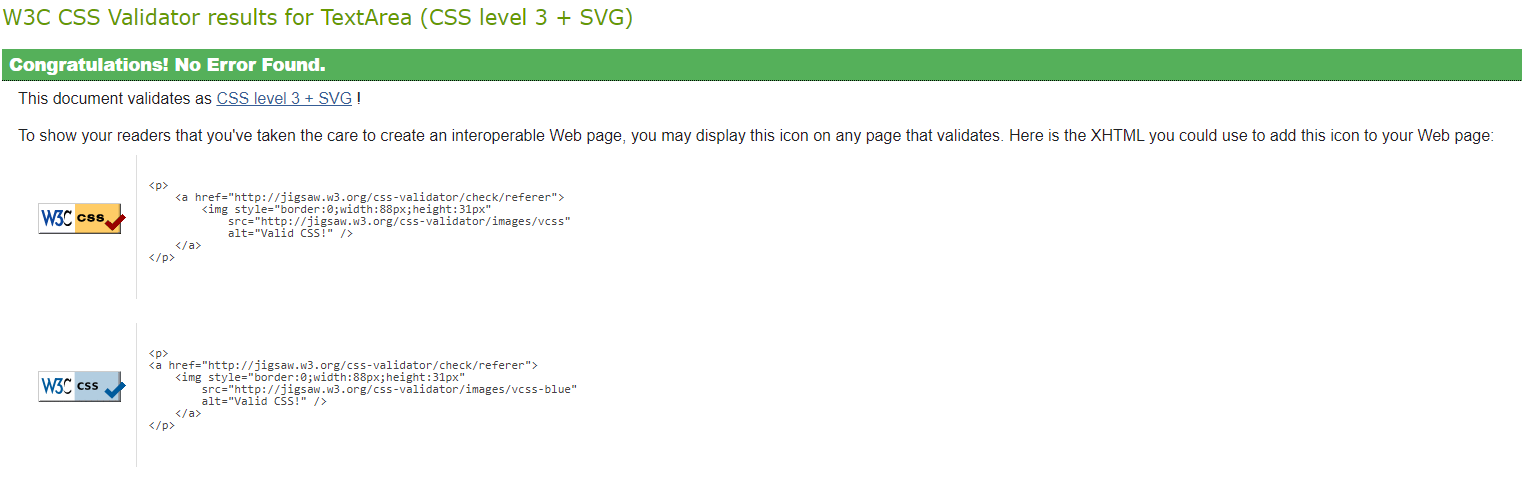 W3C CSS Validator results for TextArea (CSS level 3 + SVG)
Congratulations! No Error Found.
This document validates as CSS level 3 + SVG !
To show your readers that you've taken the care to create an interoperable Web page, you may display this icon on any page that validates. Here is the XHTML you could use to add this icon to your Web page:
W3C css
<p>
    <a href="http://jigsaw.w3.org/css-validator/check/referer">
        <img style="border:0;width:88px;height:31px"
            src="http://jigsaw.w3.org/css-validator/images/vcss"
            alt="Valid CSS!" />
    </a>
</p>
W3C css
<p>
<a href="http://jigsaw.w3.org/css-validator/check/referer">
    <img style="border:0;width:88px;height:31px"
        src="http://jigsaw.w3.org/css-validator/images/vcss-blue"
        alt="Valid CSS!" />
    </a>
</p>